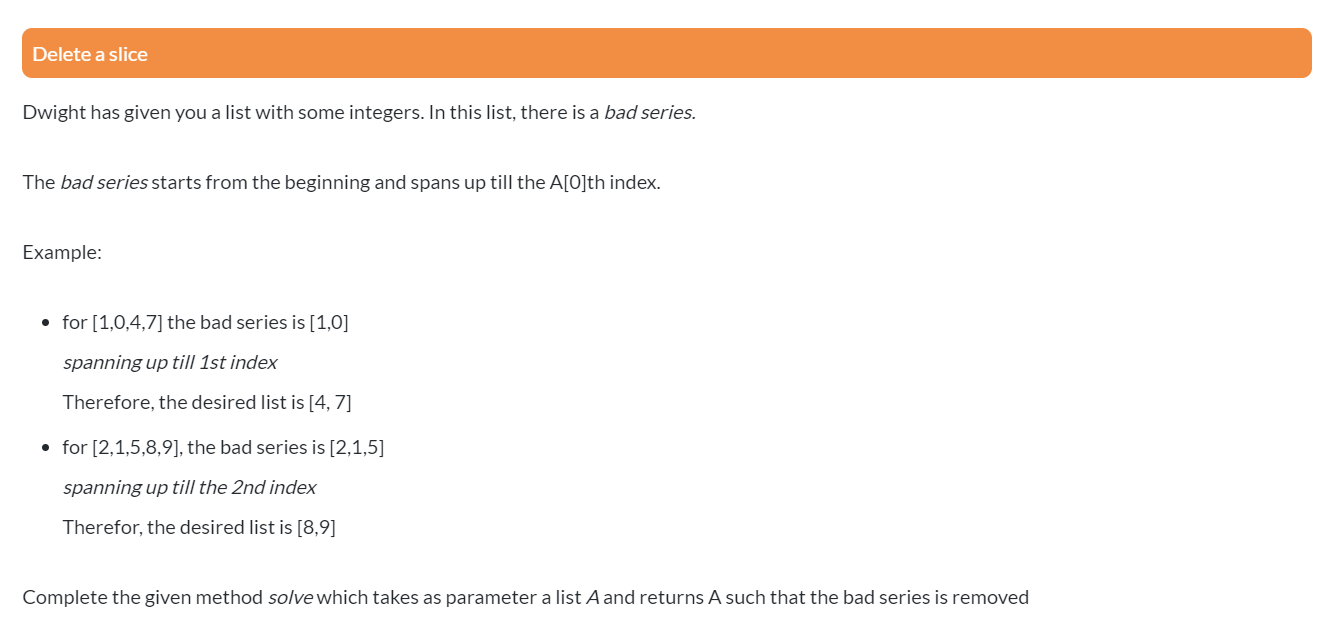 Delete a slice
Dwight has given you a list with some integers. In this list, there is a bad series.
The bad series starts from the beginning and spans up till the A[0]th index.
Example:
• for [1,0,4,7] the bad series is [1,0]
spanning up till 1st index
Therefore, the desired list is [4, 7]
• for [2,1,5,8,9], the bad series is [2,1,5]
spanning up till the 2nd index
Therefor, the desired list is [8,9]
Complete the given method solve which takes as parameter a list A and returns A such that the bad series is removed